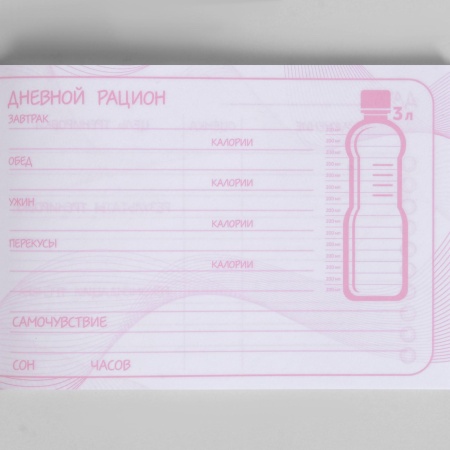 ДНЕВНОЙ РАЦИОН
ЗАВТРАК
3 л
КАЛОРИИ
ОБЕД
КАЛОРИИ
УЖИН
КАЛОРИИ
ПЕРЕКУСЫ
КАЛОРИИ
САМОЧУВСТВИЕ
СОН ЧАСОВ